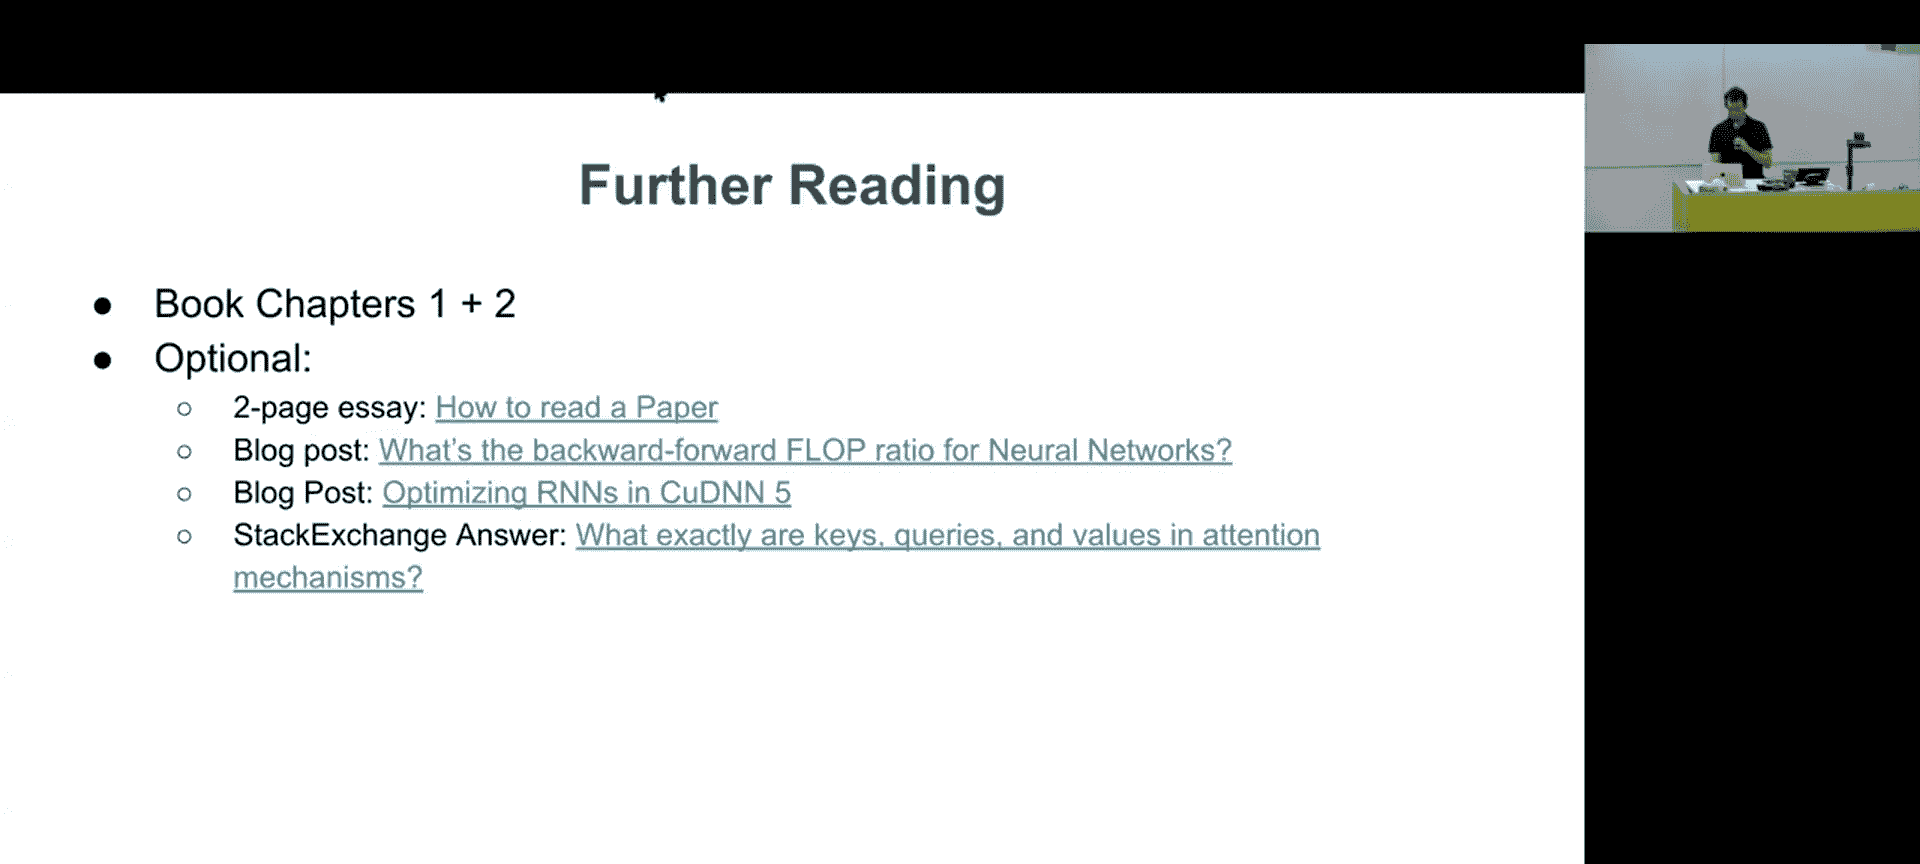 Further Reading
● Book Chapters 1 + 2
● Optional:
○ 2-page essay: How to read a Paper
○ Blog post: What’s the backward-forward FLOP ratio for Neural Networks?
○ Blog Post: Optimizing RNNs in CuDNN 5
○ StackExchange Answer: What exactly are keys, queries, and values in attention
mechanisms?